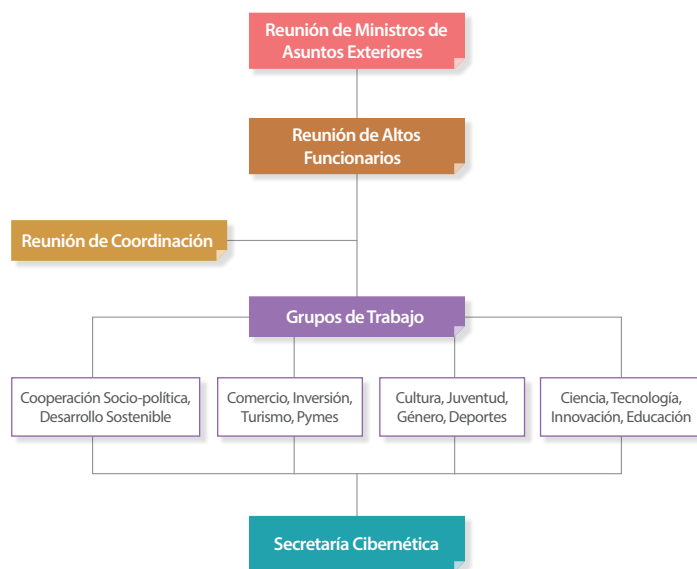 Reunión de Ministros de
Asuntos Exteriores
Reunión de Altos
Funcionarios
Reunión de Coordinación
Grupos de Trabajo
Cooperación Socio-política,
Desarrollo Sostenible
Comercio, Inversión,
Turismo, Pymes
Cultura, Juventud,
Género, Deportes
Ciencia, Tecnología,
Innovación, Educación
Secretaría Cibernética